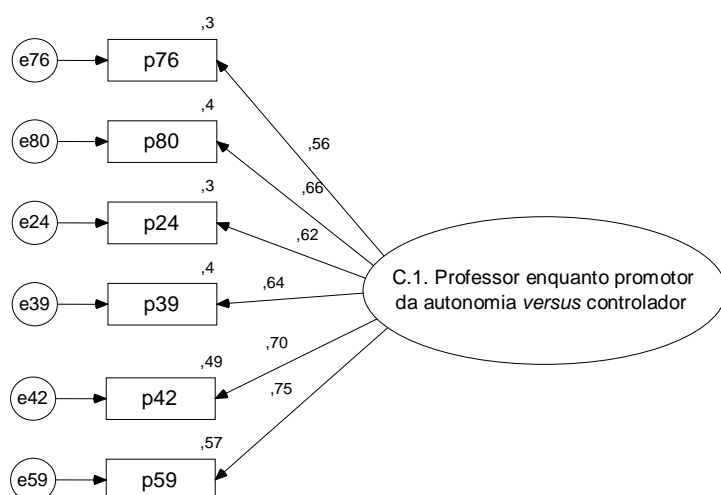 ,3
e76 p76
,56
,4
e80 p80
,66
,3
e24 p24
,62
,4
e39 p39
,64
C.1. Professor enquanto promotor
da autonomia versus controlador
,70
,49
e42 p42
,75
,57
e59 p59